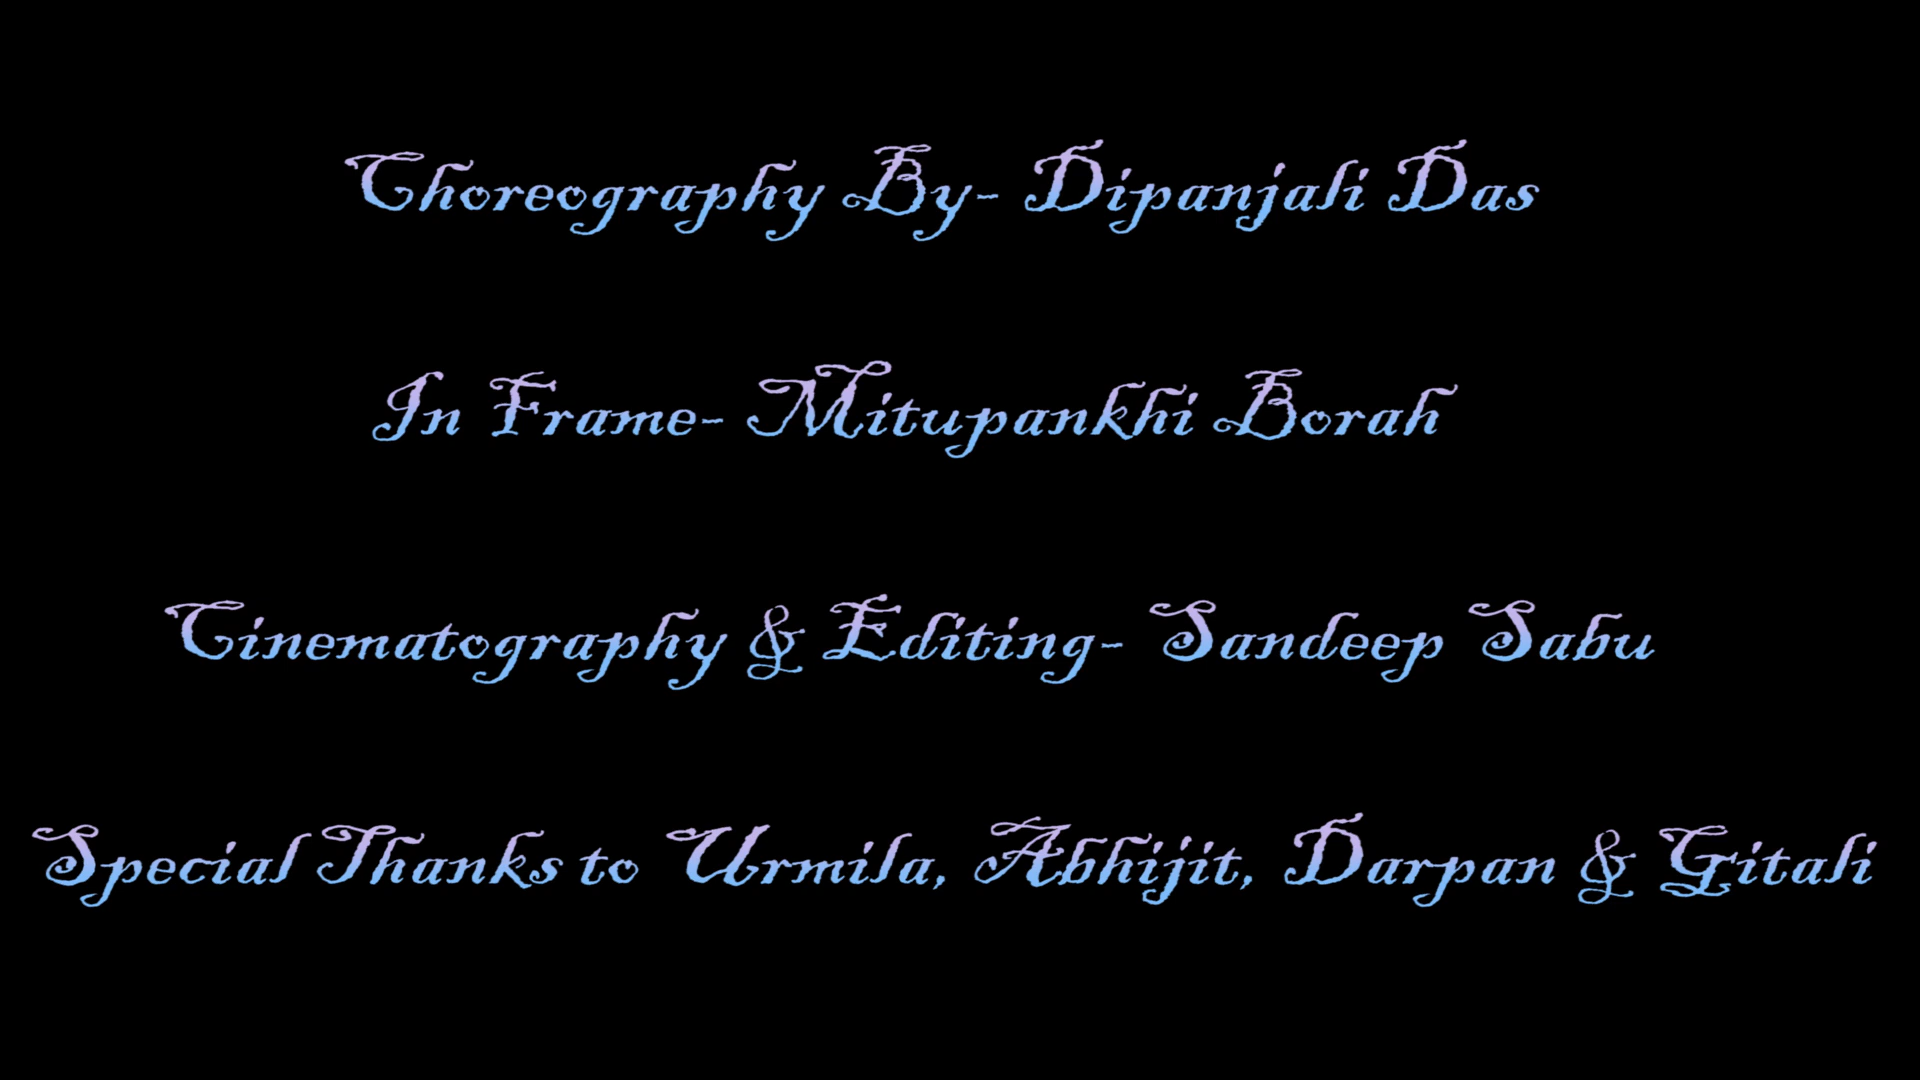 Choreography By- Dipanjali Das
In Frame- Mitupankhi Borah
Cinematography & Editing- Sandeep Sabu
Special Thanks to Urmila, Abhijit, Darpan & Gitali